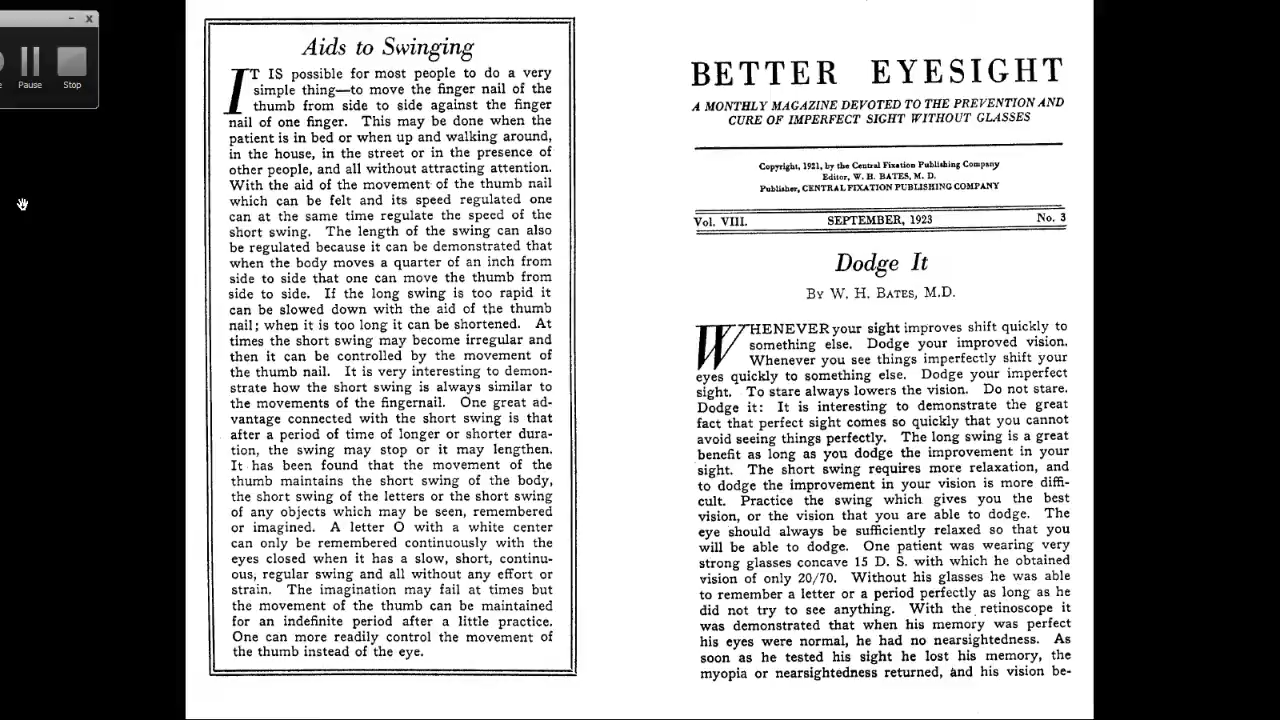 Pause
Stop
Aids to Swinging
IT IS possible for most people to do a very
simple thing—to move the finger nail of the
thumb from side to side against the finger
nail of one finger. This may be done when the
patient is in bed or when up and walking around,
in the house, in the street or in the presence of
other people, and all without attracting attention.
With the aid of the movement of the thumb nail
which can be felt and its speed regulated one
can at the same time regulate the speed of the
short swing. The length of the swing can also
be regulated because it can be demonstrated that
when the body moves a quarter of an inch from
side to side that one can move the thumb from
side to side. If the long swing is too rapid it
can be slowed down with the aid of the thumb
nail; when it is too long it can be shortened. At
times the short swing may become irregular and
then it can be controlled by the movement of
the thumb nail. It is very interesting to demon-
strate how the short swing is always similar to
the movements of the fingernail. One great ad-
vantage connected with the short swing is that
after a period of time of longer or shorter dura-
tion, the swing may stop or it may lengthen.
It has been found that the movement of the
thumb maintains the short swing of the body,
the short swing of the letters or the short swing
of any objects which may be seen, remembered
or imagined. A letter O with a white center
can only be remembered continuously with the
eyes closed when it has a slow, short, continu-
ous, regular swing and all without any effort or
strain. The imagination may fail at times but
the movement of the thumb can be maintained
for an indefinite period after a little practice.
One can more readily control the movement of
the thumb instead of the eye.
BETTER EYESIGHT
A MONTHLY MAGAZINE DEVOTED TO THE PREVENTION AND
CURE OF IMPERFECT SIGHT WITHOUT GLASSES
Copyright, 1921, by the Central Fixation Publishing Company
Editor, W. H. BATES, M. D.
Publisher, CENTRAL FIXATION PUBLISHING COMPANY
Vol. VIII. SEPTEMBER, 1923 No. 3
Dodge It
By W. H. Bates, M.D.
WHENEVER your sight improves shift quickly to
something else. Dodge your improved vision.
Whenever you see things imperfectly shift your
eyes quickly to something else. Dodge your imperfect
sight. To stare always lowers the vision. Do not stare.
Dodge it: It is interesting to demonstrate the great
fact that perfect sight comes so quickly that you cannot
avoid seeing things perfectly. The long swing is a great
benefit as long as you dodge the improvement in your
sight. The short swing requires more relaxation, and
to dodge the improvement in your vision is more diffi-
cult. Practice the swing which gives you the best
vision, or the vision that you are able to dodge. The
eye should always be sufficiently relaxed so that you
will be able to dodge. One patient was wearing very
strong glasses concave 15 D. S. with which he obtained
vision of only 20/70. Without his glasses he was able
to remember a letter or a period perfectly as long as he
did not try to see anything. With the retinoscope it
was demonstrated that when his memory was perfect
his eyes were normal, he had no nearsightedness. As
soon as he tested his sight he lost his memory, the
myopia or nearsightedness returned, and his vision be-